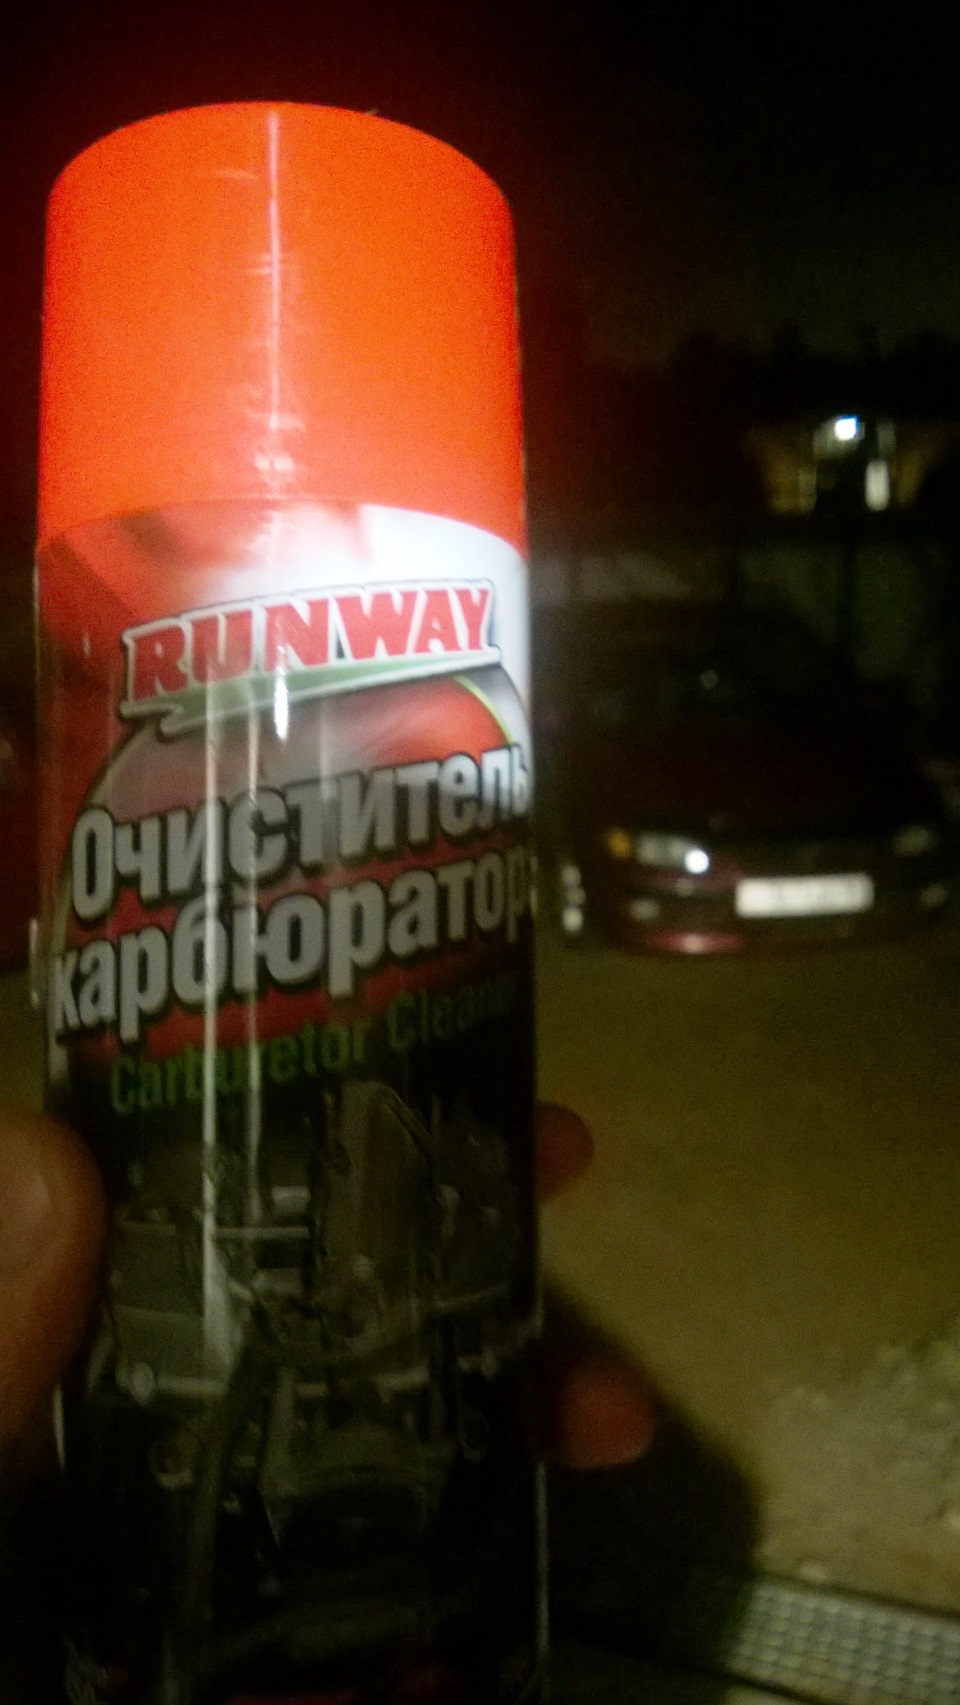 RUNWAY
Очиститель
карбюратора
Carburetor Cleaner